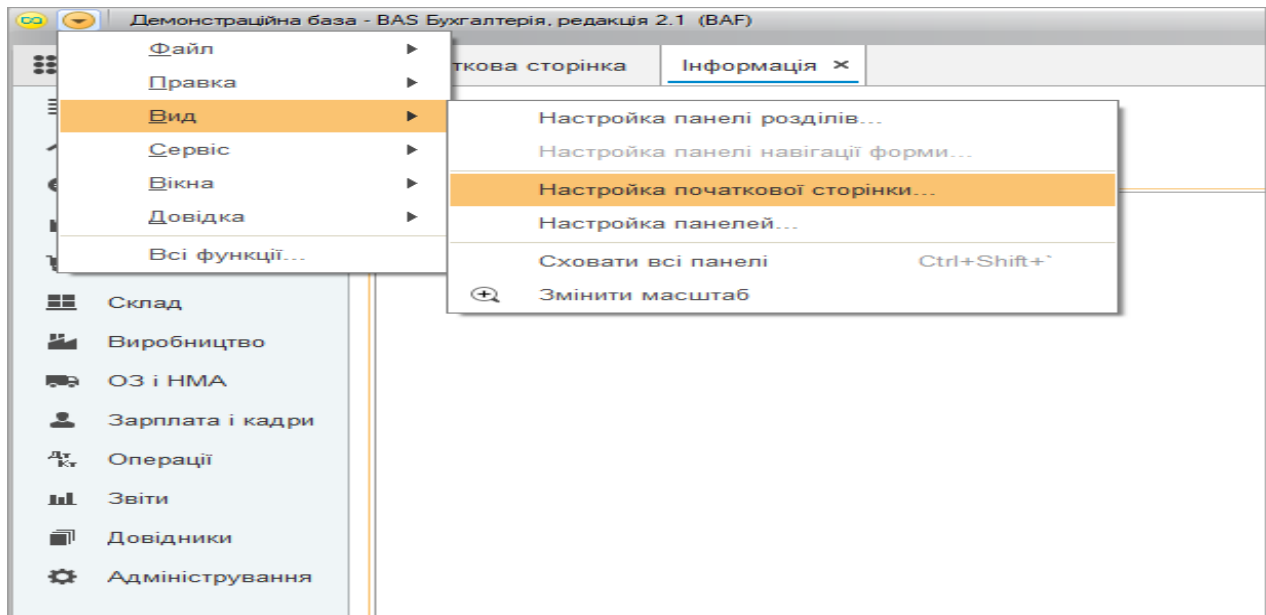 Демонстраційна база - BAS Бухгалтерія, редакція 2.1 (BAF)
Файл
Правка
Вид
Сервіс
Вікна
Довідка
Всі функції...
ткова сторінка
Інформація ×
Настройка панелі розділів...
Настройка панелі навігації форми...
Настройка початкової сторінки...
Настройка панелей...
Сховати всі панелі Ctrl+Shift+`
Змінити масштаб
Склад
Виробництво
ОЗ і НМА
Зарплата і кадри
Дт Кт Операції
Звіти
Довідники
Адміністрування